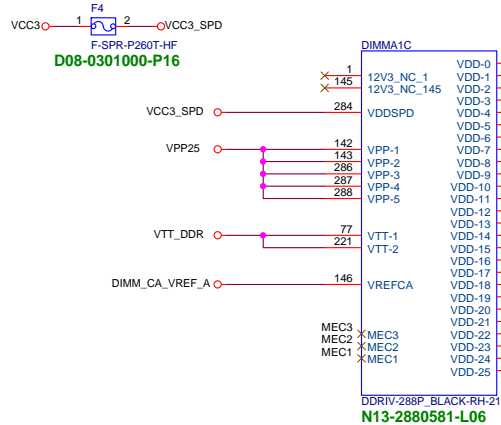 F4
VCC3 1 2 VCC3_SPD
F-SPR-P260T-HF
D08-0301000-P16
DIMMA1C
1 12V3_NC_1
145 12V3_NC_145
VCC3_SPD 284 VDDSPD
VPP25 142 VPP-1
143 VPP-2
286 VPP-3
287 VPP-4
288 VPP-5
VTT_DDR 77 VTT-1
221 VTT-2
DIMM_CA_VREF_A 146 VREFCA
MEC3 MEC3
MEC2 MEC2
MEC1 MEC1
VDD-0
VDD-1
VDD-2
VDD-3
VDD-4
VDD-5
VDD-6
VDD-7
VDD-8
VDD-9
VDD-10
VDD-11
VDD-12
VDD-13
VDD-14
VDD-15
VDD-16
VDD-17
VDD-18
VDD-19
VDD-20
VDD-21
VDD-22
VDD-23
VDD-24
VDD-25
DDRIV-288P_BLACK-RH-21
N13-2880581-L06